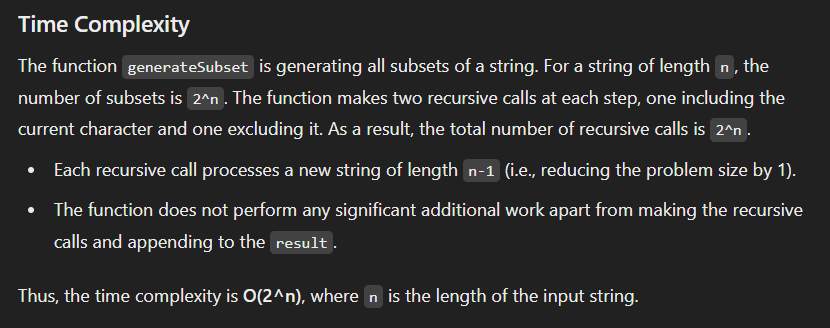 Time Complexity
The function generateSubset is generating all subsets of a string. For a string of length n, the
number of subsets is 2^n. The function makes two recursive calls at each step, one including the
current character and one excluding it. As a result, the total number of recursive calls is 2^n.
• Each recursive call processes a new string of length n-1 (i.e., reducing the problem size by 1).
• The function does not perform any significant additional work apart from making the recursive
calls and appending to the result.
Thus, the time complexity is O(2^n), where n is the length of the input string.